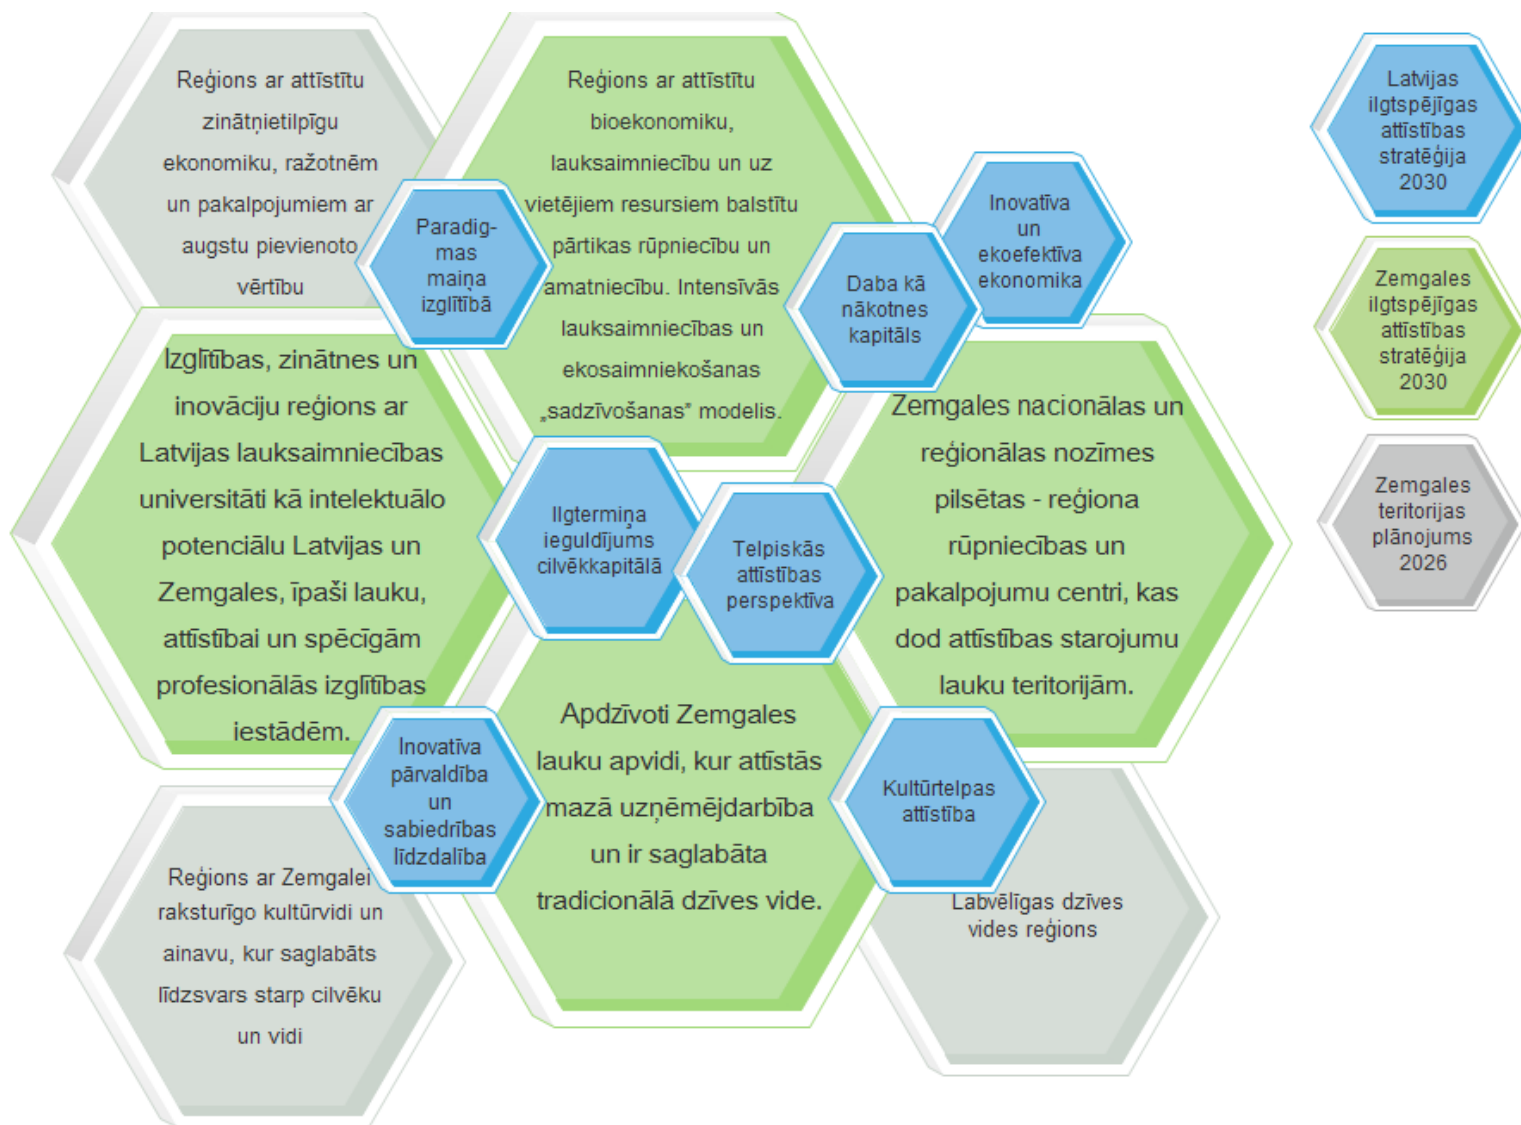 Reģions ar attīstītu
zinātņietilpīgu
ekonomiku, ražotnēm
un pakalpojumiem ar
augstu pievienoto
vērtību
Reģions ar attīstītu
bioekonomiku,
lauksaimniecību un uz
vietējiem resursiem balstītu
pārtikas rūpniecību un
amatniecību. Intensīvās
lauksaimniecības un
ekosaimniekošanas
„sadzīvošanas” modelis.
Paradig-
mas
maiņa
izglītībā
Daba kā
nākotnes
kapitāls
Inovatīva
un
ekoefektīva
ekonomika
Latvijas
ilgtspējīgas
attīstības
stratēģija
2030
Zemgales
ilgtspējīgas
attīstības
stratēģija
2030
Zemgales
teritorijas
plānojums
2026
Izglītības, zinātnes un
inovāciju reģions ar
Latvijas lauksaimniecības
universitāti kā intelektuālo
potenciālu Latvijas un
Zemgales, īpaši lauku,
attīstībai un spēcīgām
profesionālās izglītības
iestādēm.
Ilgtermiņa
ieguldījums
cilvēkkapitālā
Telpiskās
attīstības
perspektīva
Zemgales nacionālas un
reģionālas nozīmes
pilsētas - reģiona
rūpniecības un
pakalpojumu centri, kas
dod attīstības starojumu
lauku teritorijām.
Inovatīva
pārvaldība
un
sabiedrības
līdzdalība
Apdzīvoti Zemgales
lauku apvidi, kur attīstās
mazā uzņēmējdarbība
un ir saglabāta
tradicionālā dzīves vide.
Kultūrtelpas
attīstība
Reģions ar Zemgalei
raksturīgo kultūrvidi un
ainavu, kur saglabāts
līdzsvars starp cilvēku
un vidi
Labvēlīgas dzīves
vides reģions